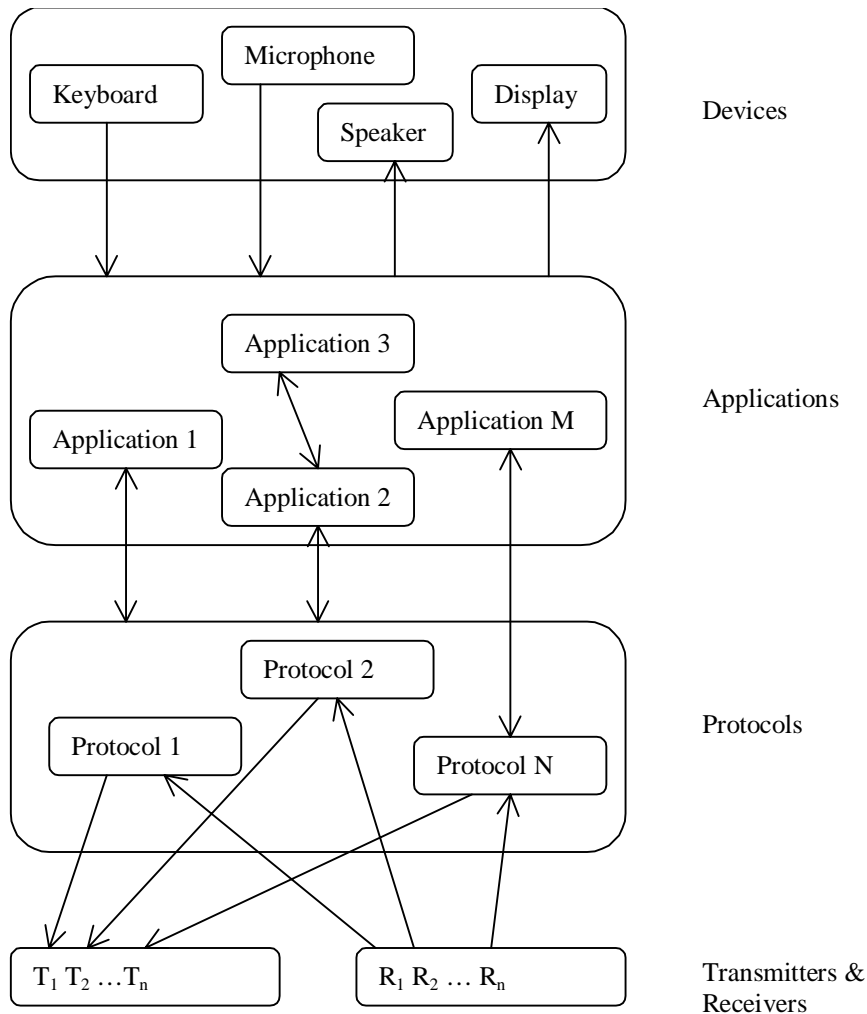 Microphone
Keyboard
Display
Speaker
Devices
Application 3
Application M
Application 1
Application 2
Applications
Protocol 2
Protocol 1
Protocol N
Protocols
T₁ T₂ …Tₙ
R₁ R₂ … Rₙ
Transmitters &
Receivers